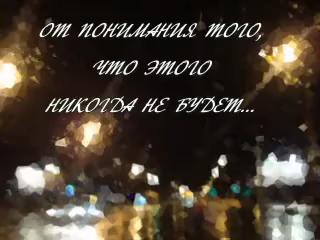 ОТ ПОНИМАНИЯ ТОГО,
ЧТО ЭТОГО
НИКОГДА НЕ БУДЕТ...